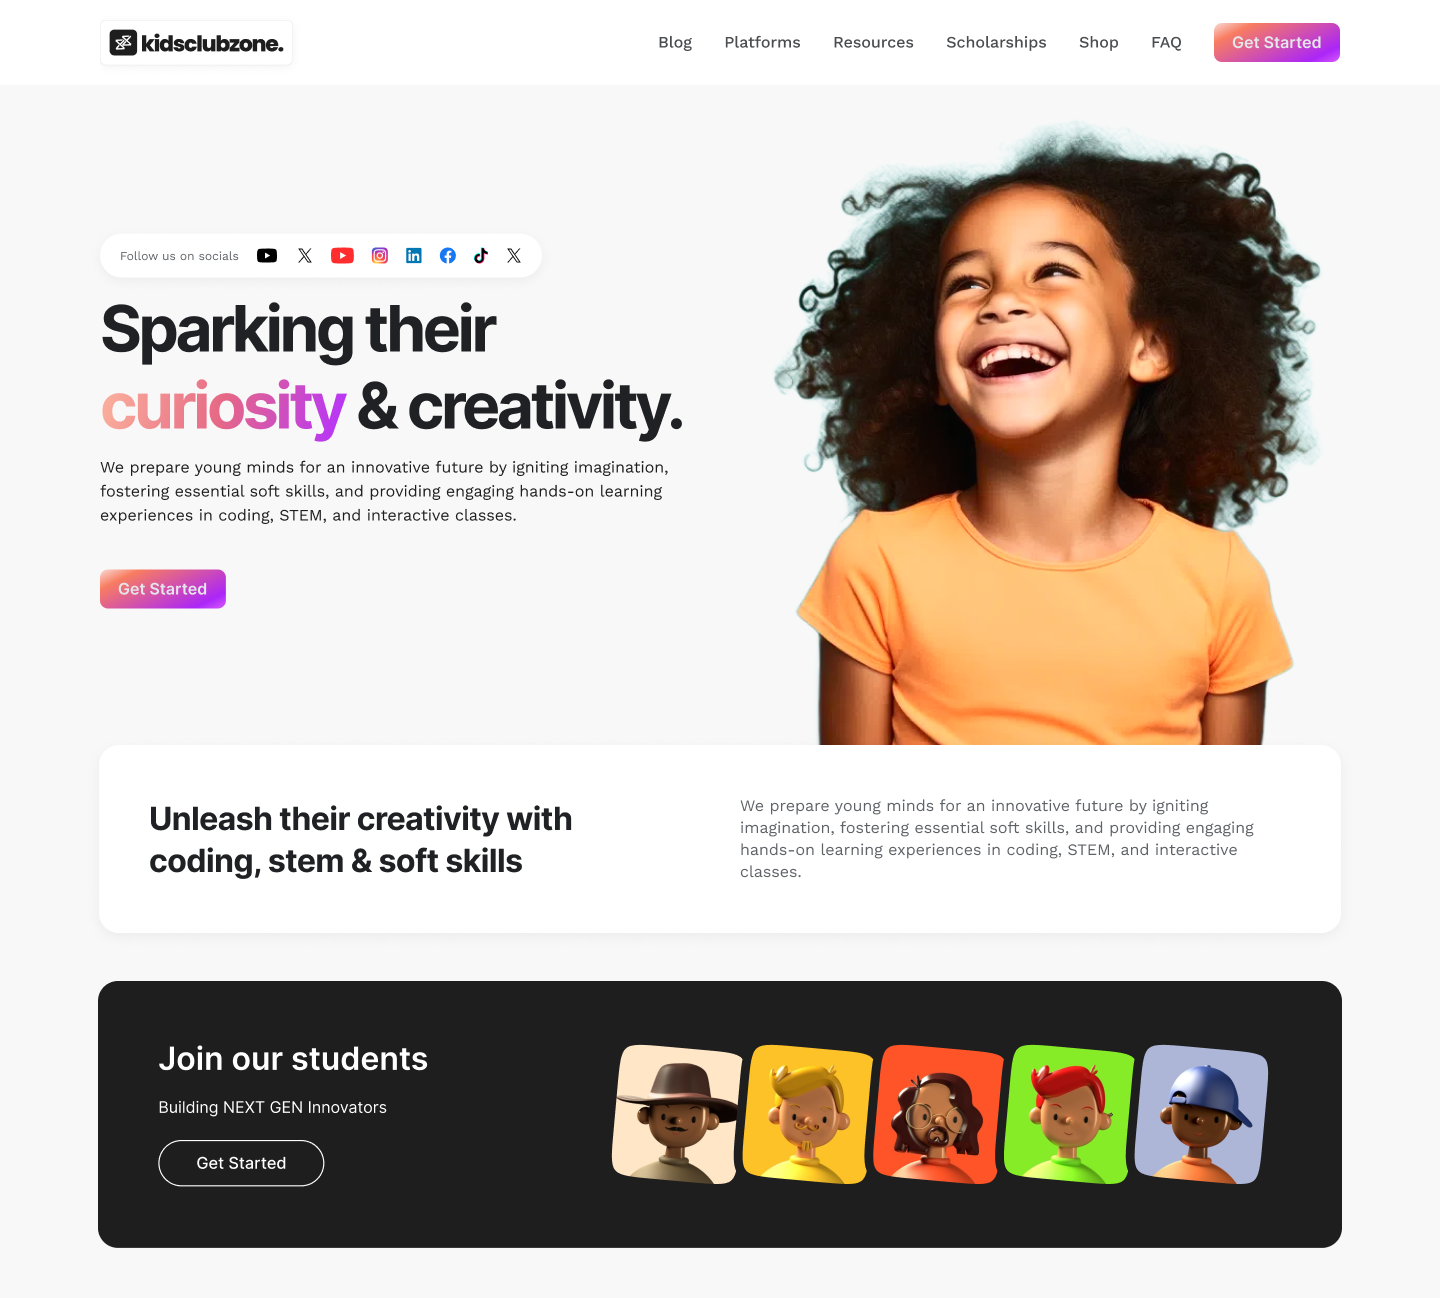 kidsclubzone.
Blog Platforms Resources Scholarships Shop FAQ Get Started
Follow us on socials
Sparking their
curiosity & creativity.
We prepare young minds for an innovative future by igniting imagination,
fostering essential soft skills, and providing engaging hands-on learning
experiences in coding, STEM, and interactive classes.
Get Started
Unleash their creativity with
coding, stem & soft skills
We prepare young minds for an innovative future by igniting
imagination, fostering essential soft skills, and providing engaging
hands-on learning experiences in coding, STEM, and interactive
classes.
Join our students
Building NEXT GEN Innovators
Get Started